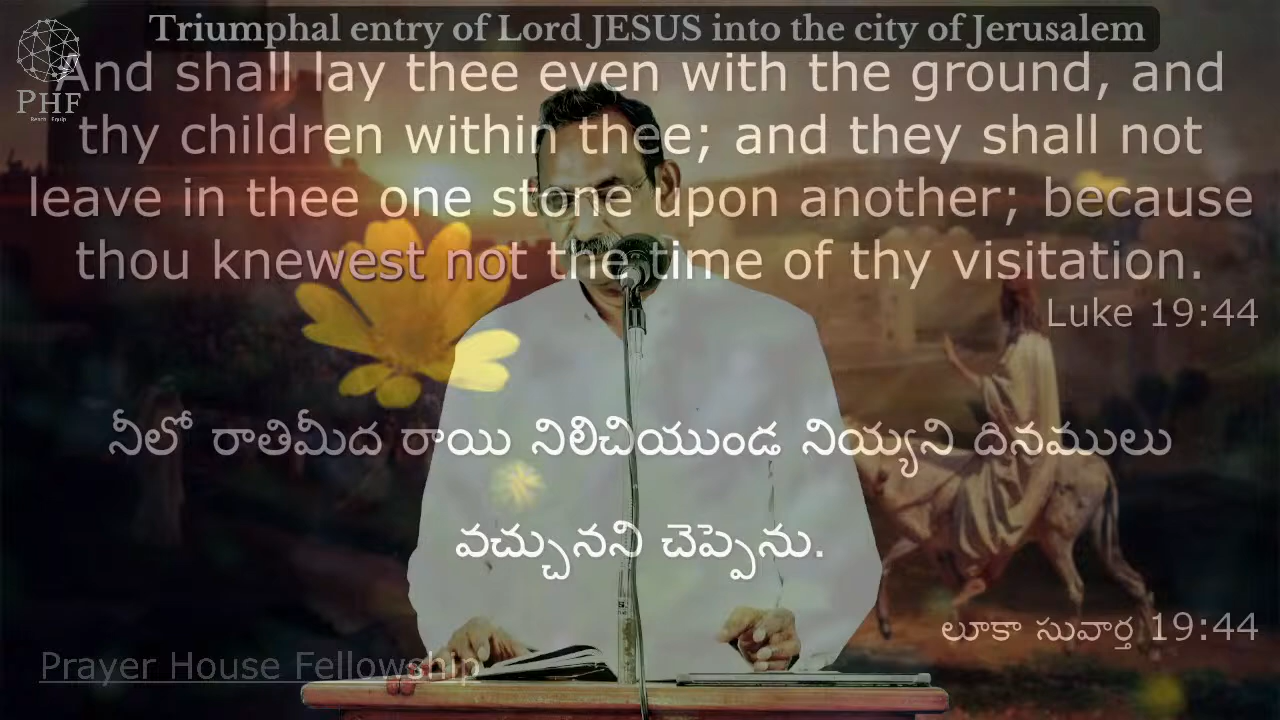 Triumphal entry of Lord JESUS into the city of Jerusalem
And shall lay thee even with the ground, and
thy children within thee; and they shall not
leave in thee one stone upon another; because
thou knewest not the time of thy visitation.
Luke 19:44
PHF
Reach Equip
నీలో రాతిమీద రాయి నిలిచియుండ నియ్యని దినములు
వచ్చునని చెప్పెను.
లూకా సువార్త 19:44
Prayer House Fellowship